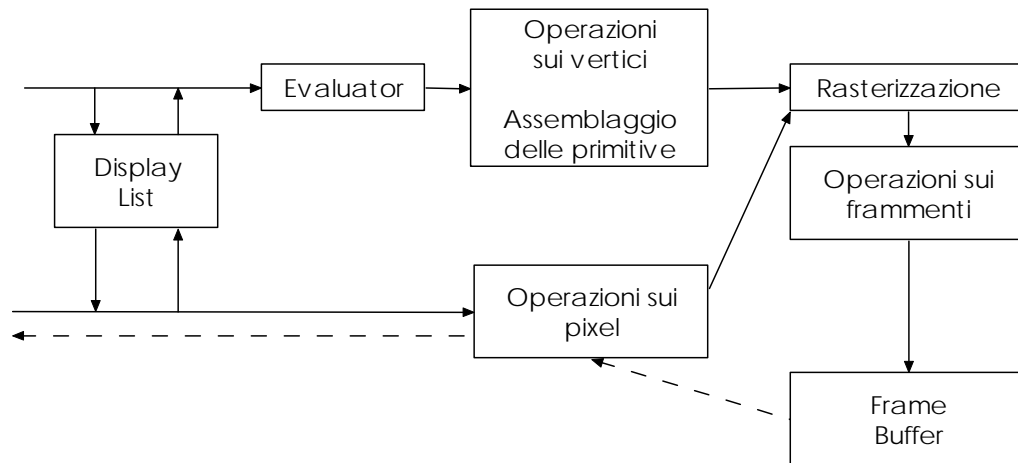 Operazioni
sui vertici
Assemblaggio
delle primitive
Evaluator
Rasterizzazione
Display
List
Operazioni sui
frammenti
Operazioni sui
pixel
Frame
Buffer